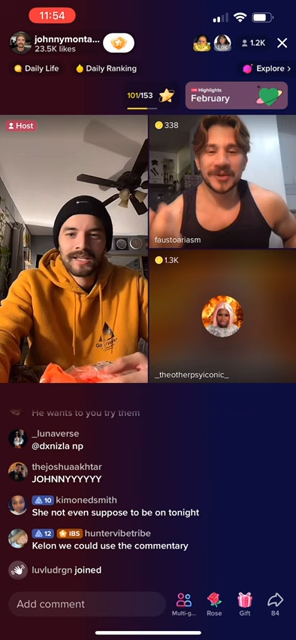 11:54
johnnymonta...
23.5K likes
1.2K
Daily Life
Daily Ranking
Explore
101/153
Highlights
February
Host
338
faustoariasm
1.3K
_theotherpsyiconic_
He wants to you try them
_lunaverse
@dxnizla np
thejoshuaakhtar
JOHNNYYYYYY
10 kimonedsmith
She not even suppose to be on tonight
12 IBS huntervibetribe
Kelon we could use the commentary
luvludrgn joined
Add comment
Multi-g...
Rose
Gift
84